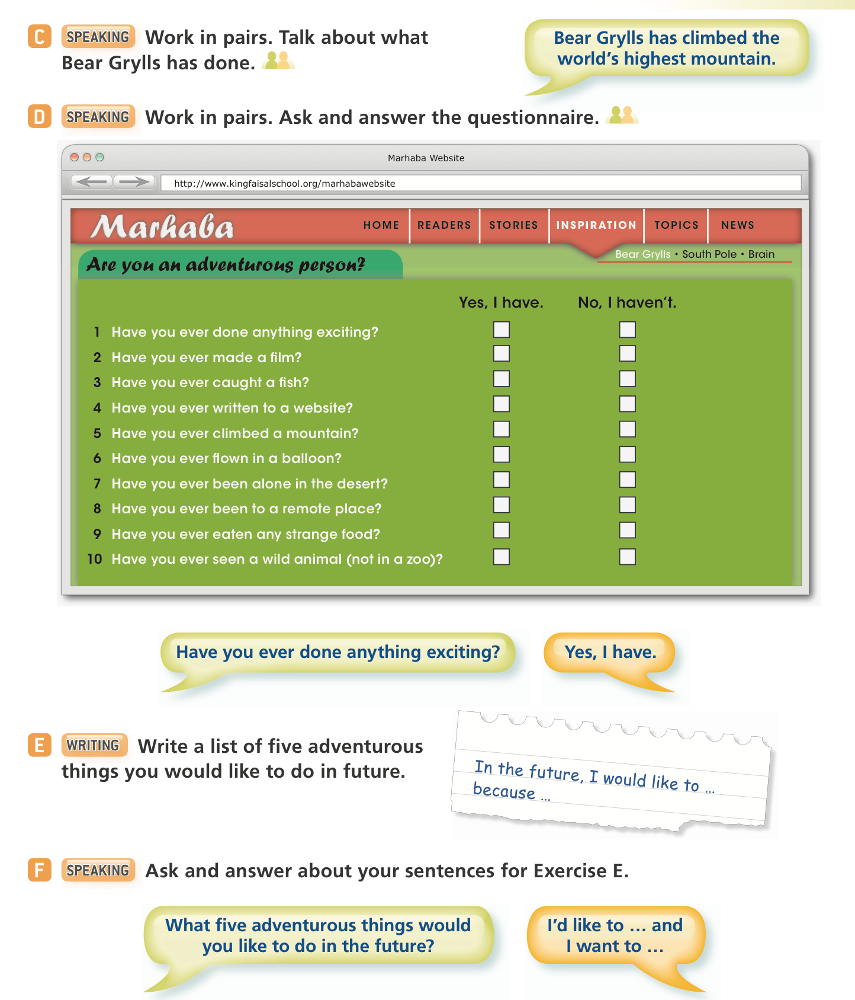 C SPEAKING Work in pairs. Talk about what
Bear Grylls has done.
Bear Grylls has climbed the
world's highest mountain.
D SPEAKING Work in pairs. Ask and answer the questionnaire.
Marhaba Website
http://www.kingfaisalschool.org/marhabawebsite
Marhaba HOME READERS STORIES INSPIRATION TOPICS NEWS
Bear Grylls • South Pole • Brain
Are you an adventurous person?
Yes, I have. No, I haven't.
1 Have you ever done anything exciting?
2 Have you ever made a film?
3 Have you ever caught a fish?
4 Have you ever written to a website?
5 Have you ever climbed a mountain?
6 Have you ever flown in a balloon?
7 Have you ever been alone in the desert?
8 Have you ever been to a remote place?
9 Have you ever eaten any strange food?
10 Have you ever seen a wild animal (not in a zoo)?
Have you ever done anything exciting?
Yes, I have.
E WRITING Write a list of five adventurous
things you would like to do in future.
In the future, I would like to ...
because ...
F SPEAKING Ask and answer about your sentences for Exercise E.
What five adventurous things would
you like to do in the future?
I'd like to ... and
I want to ...